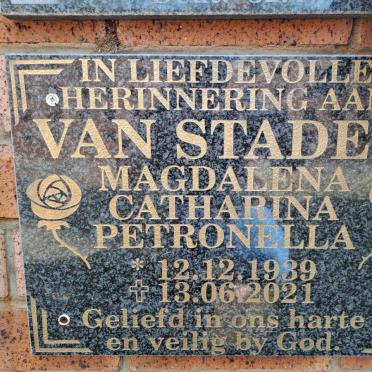 IN LIEFDEVOLLE
HERINNERING AAN
VAN STADE
MAGDALENA
CATHARINA
PETRONELLA
* 12.12.1939
✝ 13.06.2021
Geliefd in ons harte
en veilig by God.